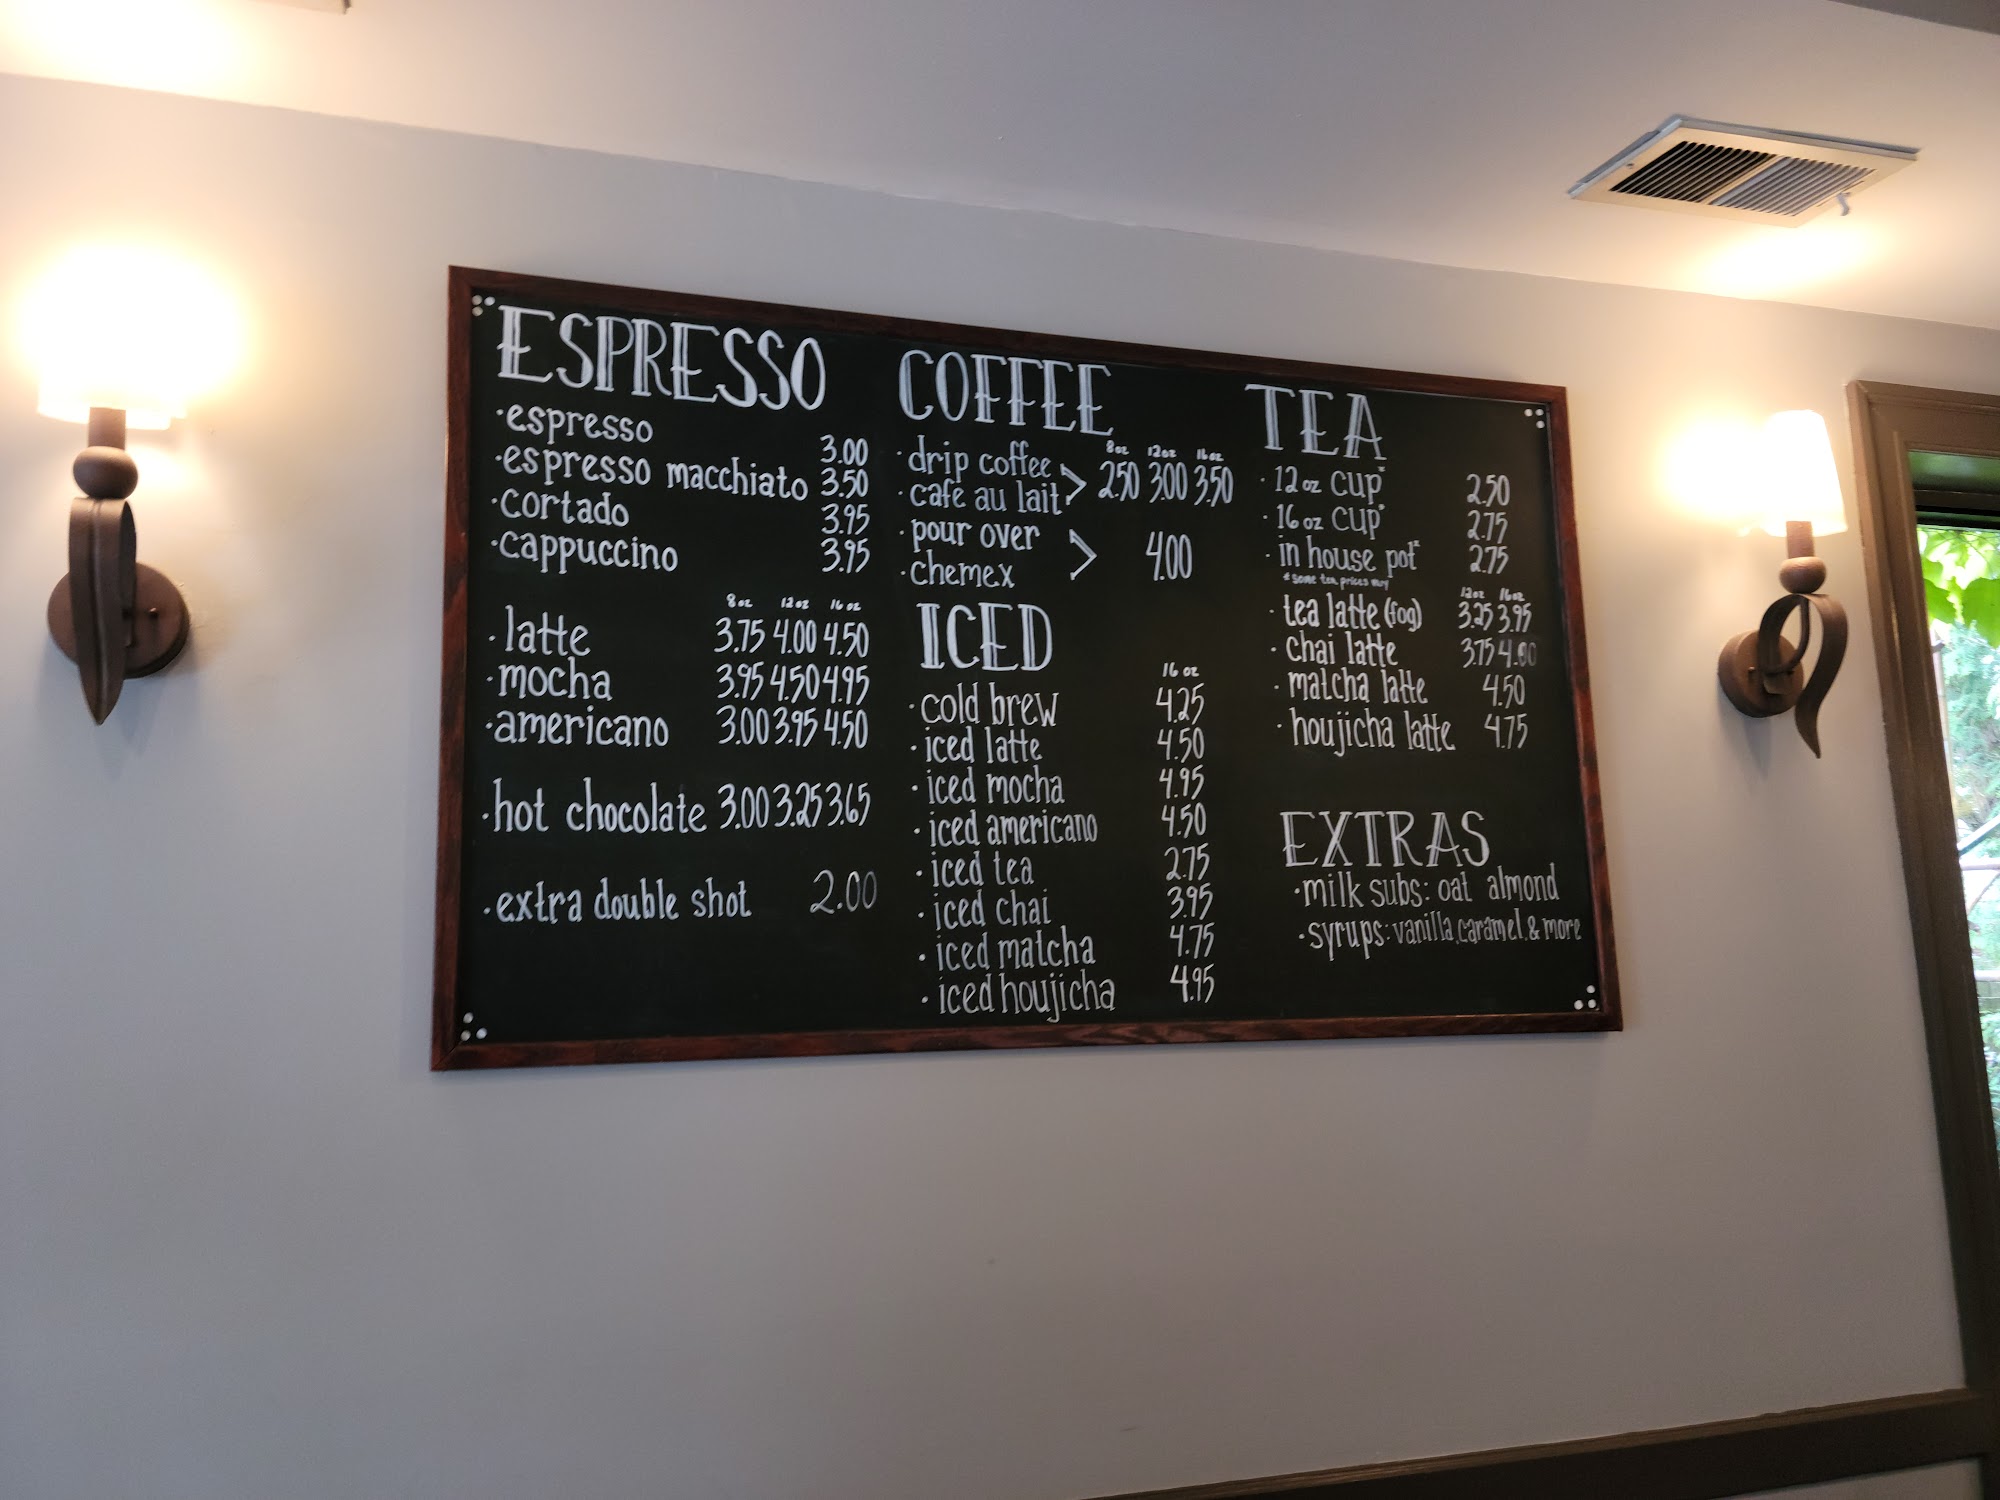 ESPRESSO
· espresso 3.00
· espresso macchiato 3.50
· cortado 3.95
· cappuccino 3.95
8oz 12oz 16oz
· latte 3.75 4.00 4.50
· mocha 3.95 4.50 4.95
· americano 3.00 3.95 4.50
· hot chocolate 3.00 3.25 3.65
· extra double shot 2.00
COFFEE
8oz 12oz 16oz
· drip coffee
· cafe au lait > 2.50 3.00 3.50
· pour over
· chemex > 4.00
ICED
16 oz
· cold brew 4.25
· iced latte 4.50
· iced mocha 4.95
· iced americano 4.50
· iced tea 2.75
· iced chai 3.95
· iced matcha 4.75
· iced houjicha 4.95
TEA
· 12oz cup* 2.50
· 16oz cup* 2.75
· in house pot* 2.75
*some tea prices may
12oz 16oz
· tea latte (fog) 3.25 3.95
· chai latte 3.75 4.00
· matcha latte 4.50
· houjicha latte 4.75
EXTRAS
· milk subs: oat almond
· syrups: vanilla, caramel, & more